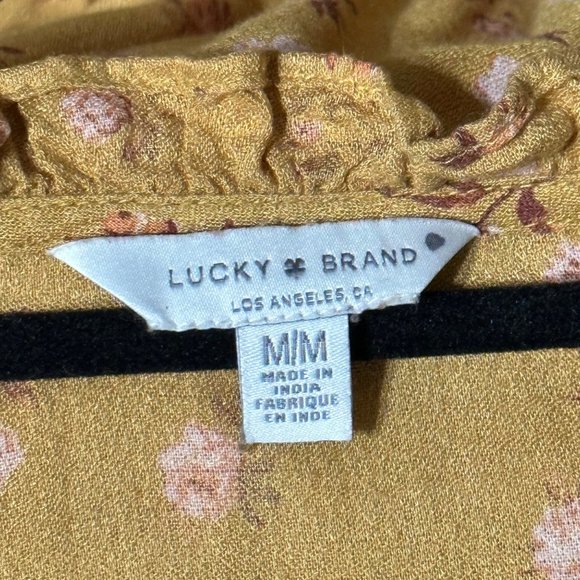 LUCKY BRAND
LOS ANGELES, CA
M/M
MADE IN
INDIA
FABRIQUE
EN INDE